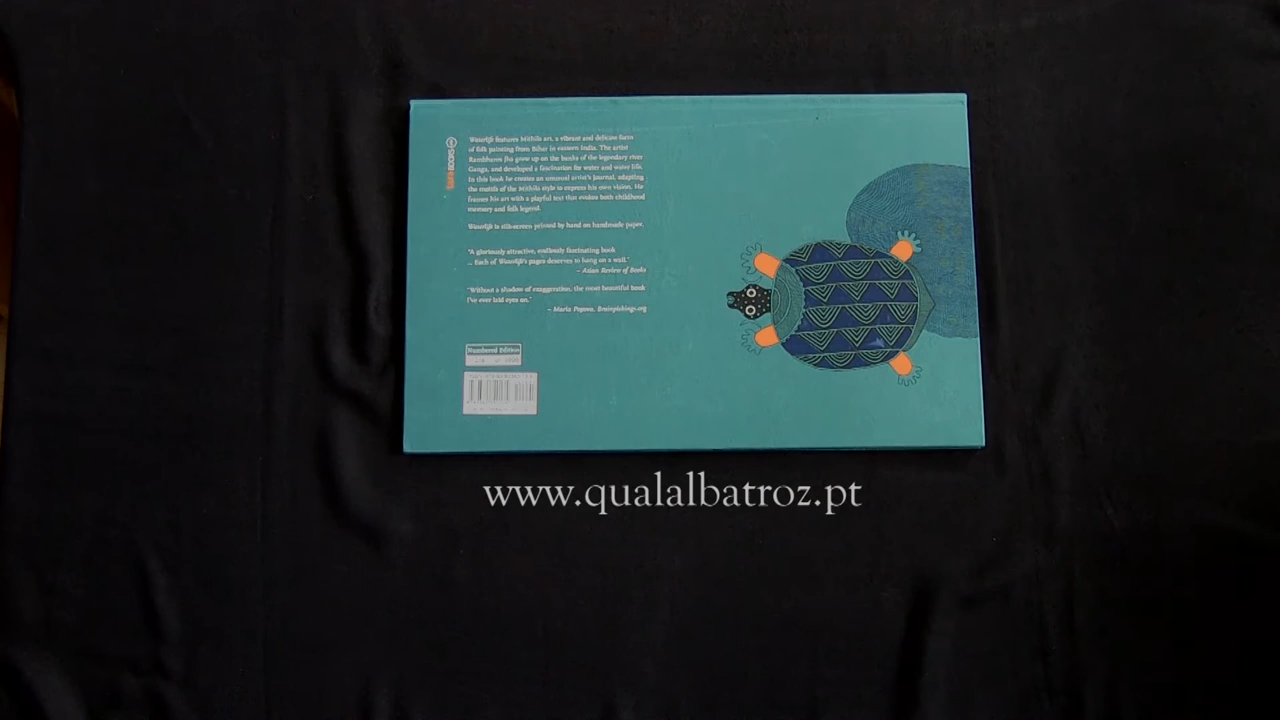 TARA BOOKS
Waterlife features Mithila art, a vibrant and delicate form
of folk painting from Bihar in eastern India. The artist
Rambharos Jha grew up on the banks of the legendary river
Ganga, and developed a fascination for water and water life.
In this book he creates an unusual artist's journal, adapting
the motifs of the Mithila style to express his own vision. He
frames his art with a playful text that evokes both childhood
memory and folk legend.
Waterlife is silk-screen printed by hand on handmade paper.
"A gloriously attractive, endlessly fascinating book
... Each of Waterlife's pages deserves to hang on a wall."
– Asian Review of Books
"Without a shadow of exaggeration, the most beautiful book
I've ever laid eyes on."
– Maria Popova, Brainpickings.org
Numbered Edition
www.qualalbatroz.pt